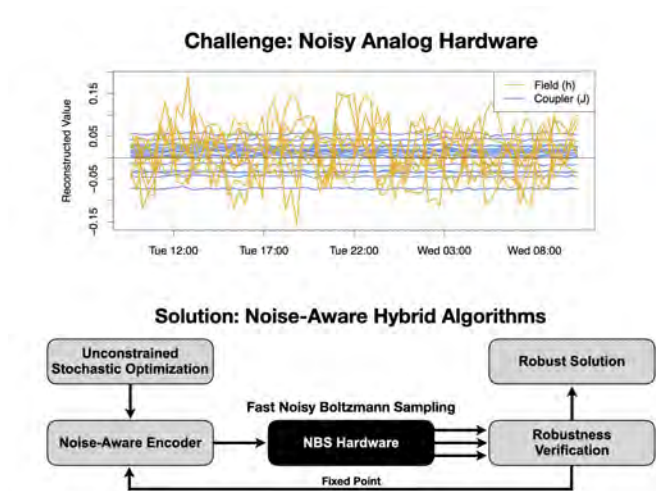 Challenge: Noisy Analog Hardware
Reconstructed Value
0.15
0.05
−0.05
−0.15
Field (h)
Coupler (J)
Tue 12:00
Tue 17:00
Tue 22:00
Wed 03:00
Wed 08:00
Solution: Noise-Aware Hybrid Algorithms
Unconstrained
Stochastic Optimization
Robust Solution
Fast Noisy Boltzmann Sampling
Noise-Aware Encoder
NBS Hardware
Robustness
Verification
Fixed Point